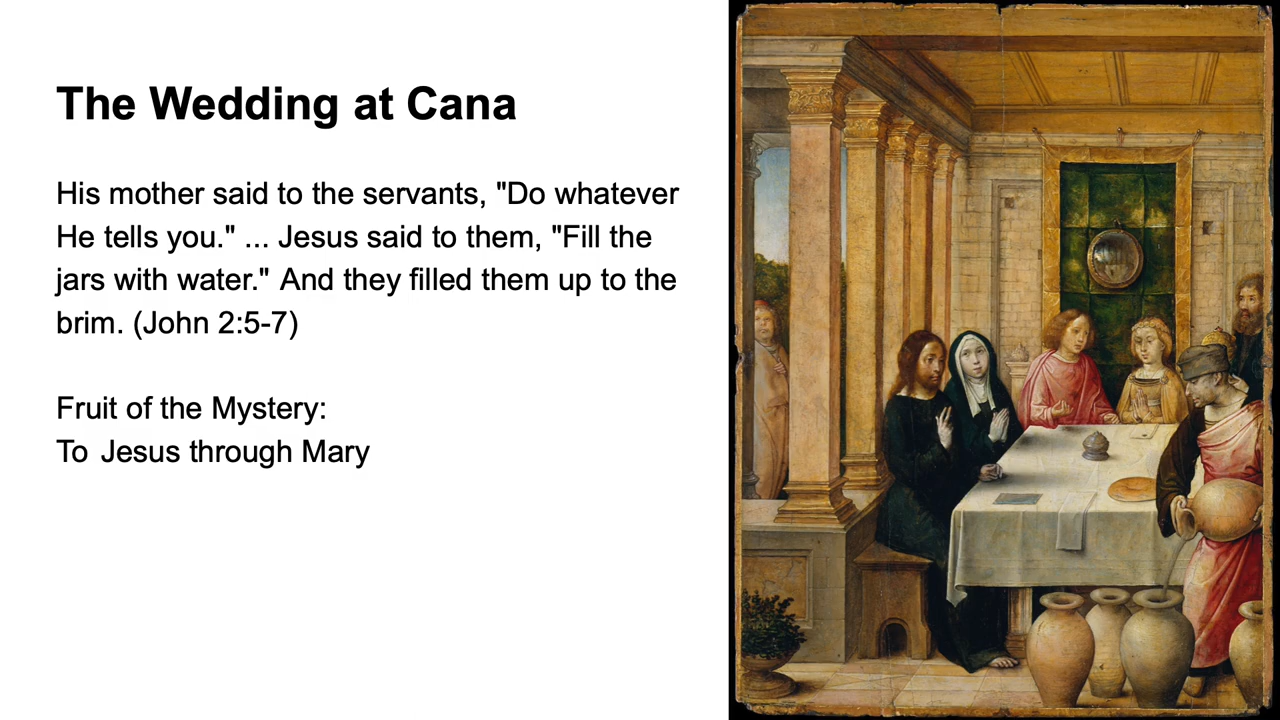 The Wedding at Cana
His mother said to the servants, "Do whatever
He tells you." ... Jesus said to them, "Fill the
jars with water." And they filled them up to the
brim. (John 2:5-7)
Fruit of the Mystery:
To Jesus through Mary